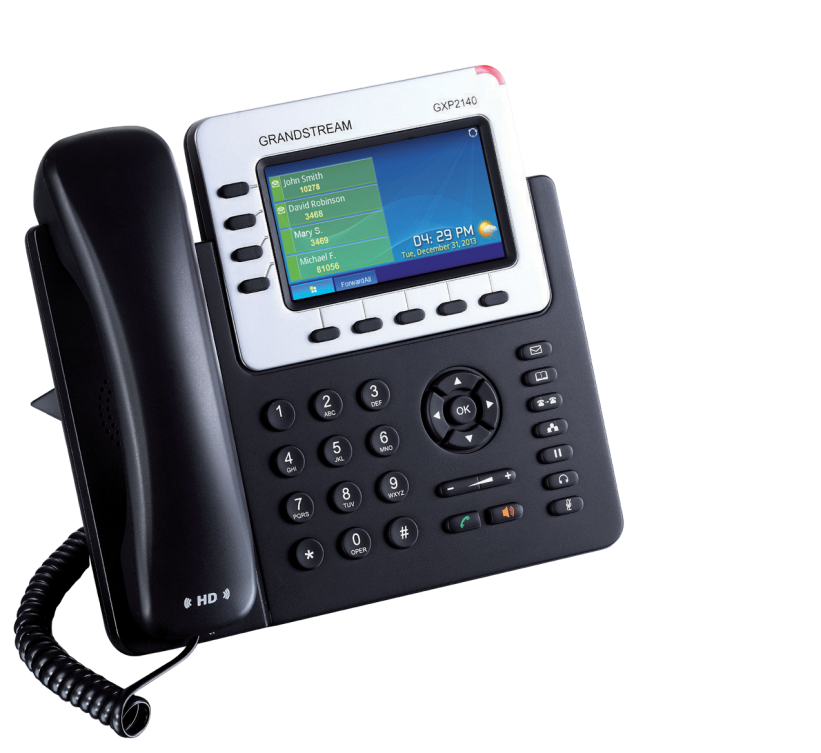 GXP2140
GRANDSTREAM
John Smith
10278
David Robinson
3468
Mary S.
3469
Michael F.
81056
04: 29 PM
Tue, December 31, 2013
ForwardAll
1
2
ABC
3
DEF
4
GHI
5
JKL
6
MNO
7
PQRS
8
TUV
9
WXYZ
*
0
OPER
#
OK
- +
HD